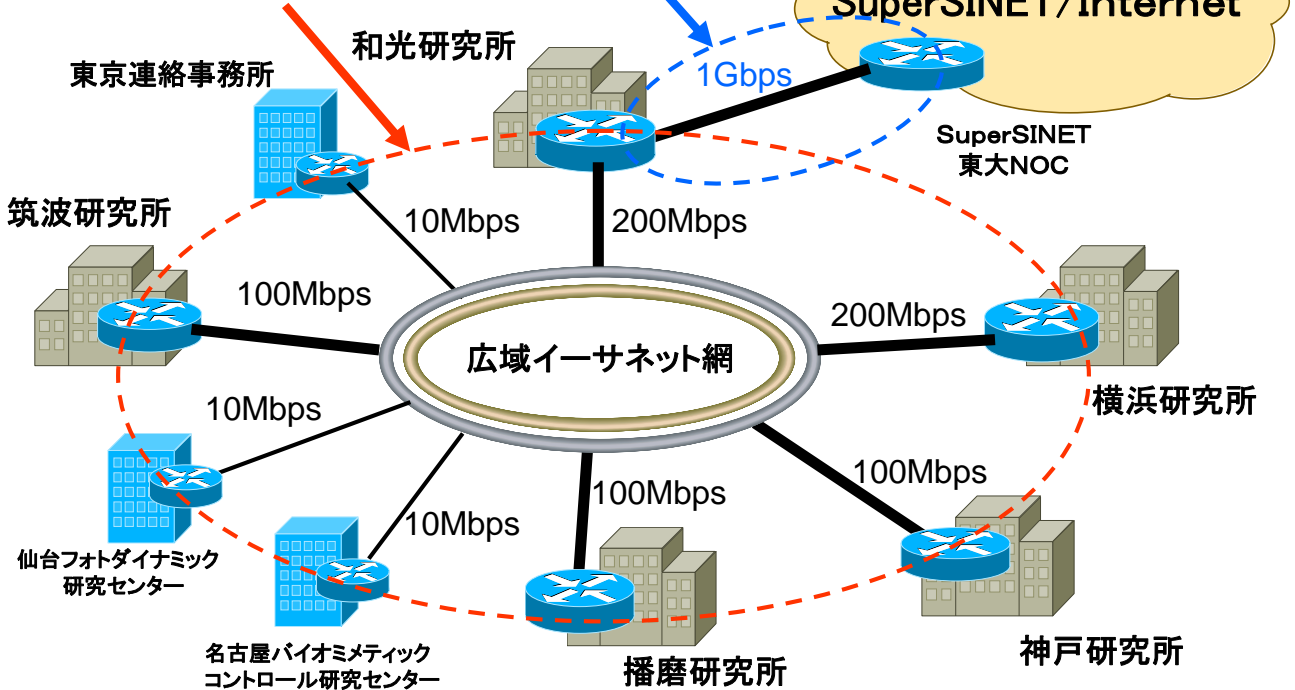 SuperSINET/Internet
和光研究所
東京連絡事務所
1Gbps
SuperSINET
東大NOC
筑波研究所
10Mbps
200Mbps
100Mbps
200Mbps
広域イーサネット網
横浜研究所
10Mbps
100Mbps
100Mbps
10Mbps
仙台フォトダイナミック
研究センター
神戸研究所
名古屋バイオミメティック
コントロール研究センター
播磨研究所